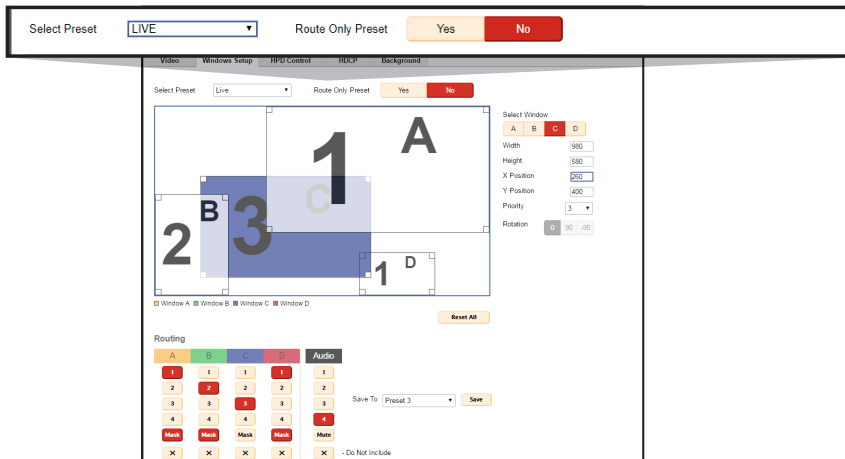 Select Preset LIVE Route Only Preset Yes No
Video Windows Setup HPD Control HDCP Background
Select Preset Live Route Only Preset Yes No
Select Window
A B C D
Width 980
Height 580
X Position 260
Y Position 400
Priority 3
Rotation 0 90 -90
1 A
2 B 3 C
1 D
Window A Window B Window C Window D
Reset All
Routing
A B C D Audio
1 1 1 1 1
2 2 2 2 2
3 3 3 3 3
Save To Preset 3 Save
4 4 4 4 4
Mask Mask Mask Mask Mute
× × × × × - Do Not Include